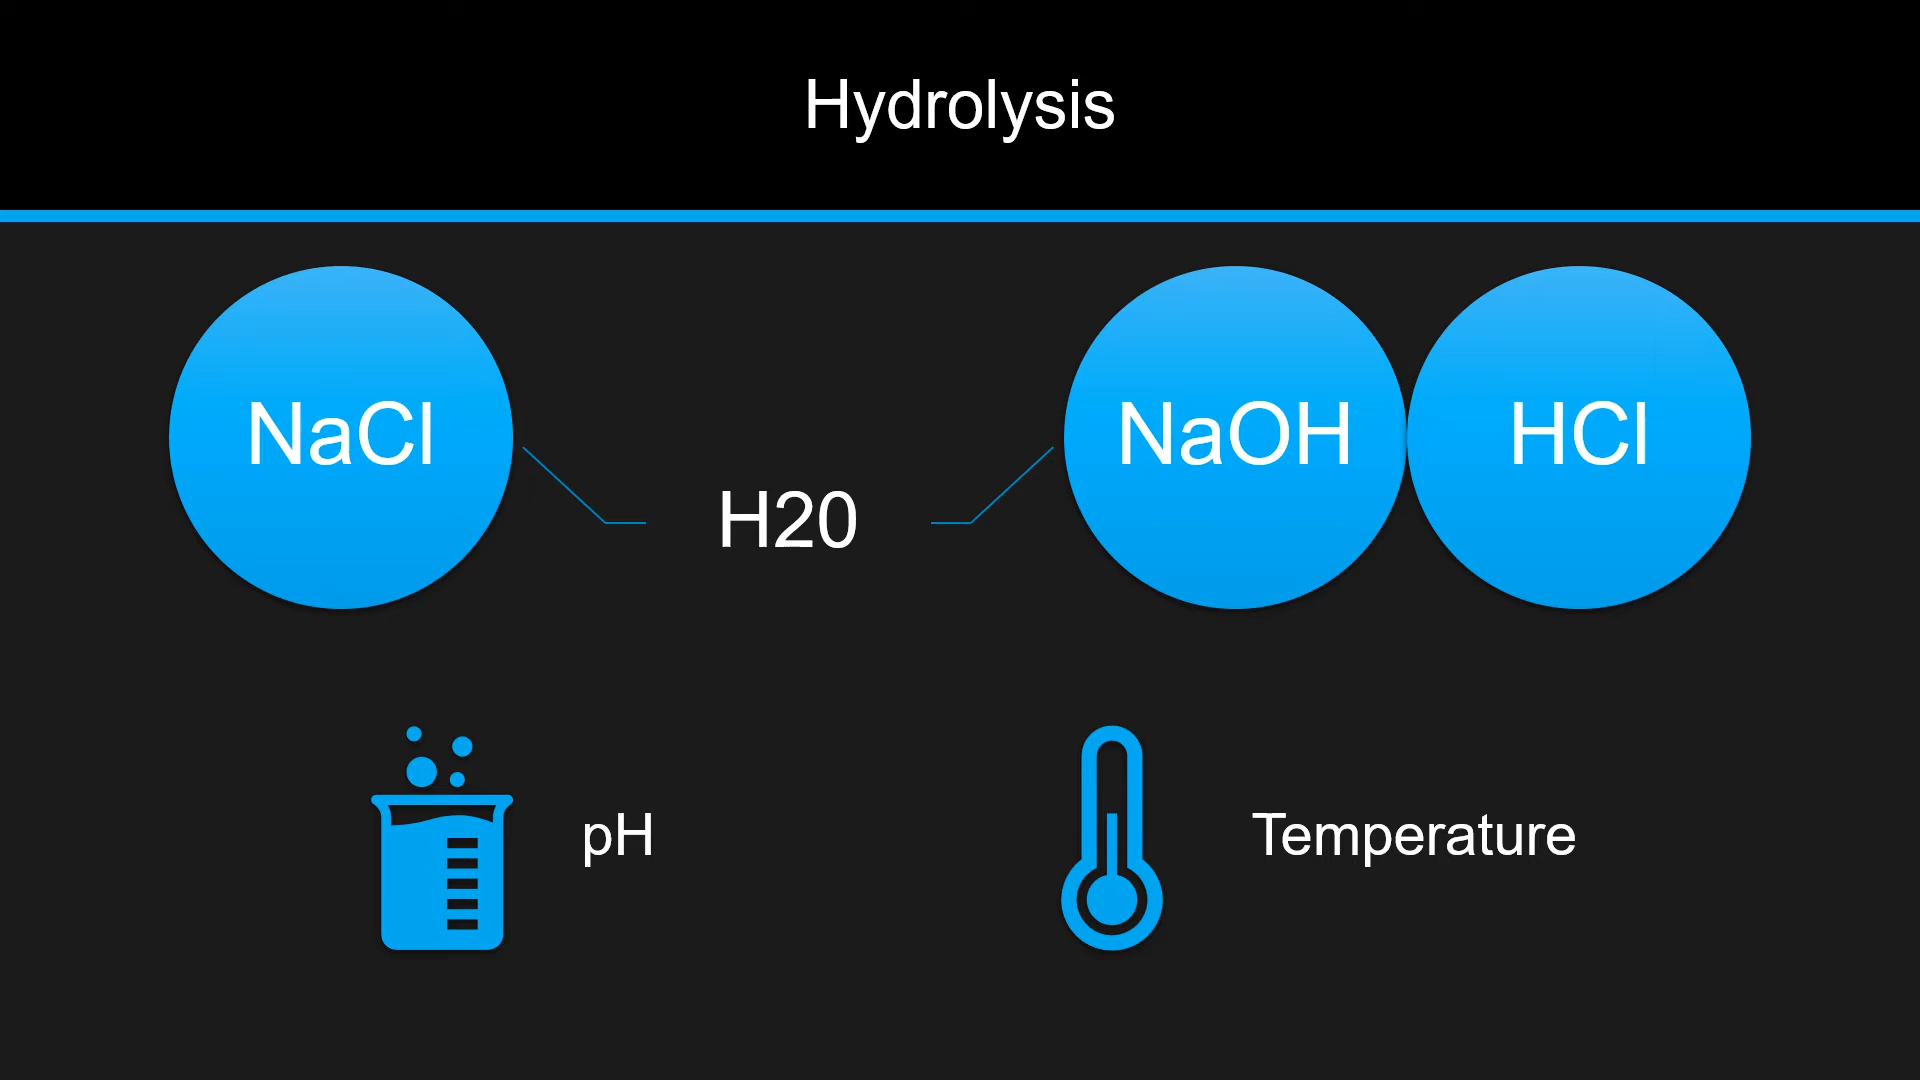 Hydrolysis
NaCl
H20
NaOH
HCl
pH
Temperature